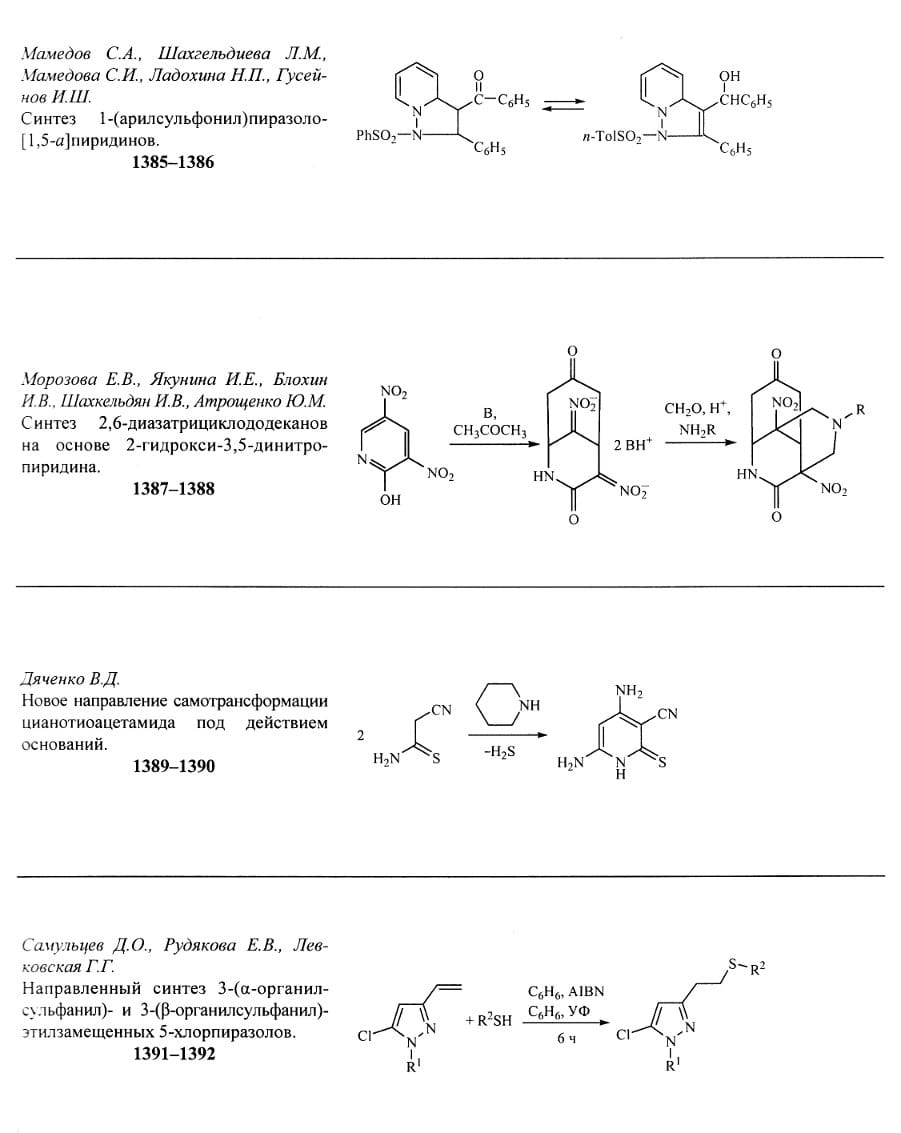 Мамедов С.А., Шахгельдиева Л.М.,
Мамедова С.И., Ладохина Н.П., Гусей-
нов И.Ш.
Синтез 1-(арилсульфонил)пиразоло-
[1,5-a]пиридинов.
1385–1386
O
C
C6H5
N
PhSO2
N
C6H5
OH
CHC6H5
N
n-TolSO2
N
C6H5
Морозова Е.В., Якунина И.Е., Блохин
И.В., Шахкельдян И.В., Атрощенко Ю.М.
Синтез 2,6-диазатрициклододеканов
на основе 2-гидрокси-3,5-динитро-
пиридина.
1387–1388
NO2
N
NO2
OH
B,
CH3COCH3
O
NO2−
HN
NO2−
O
2 BH+
CH2O, H+,
NH2R
O
NO2
N
R
HN
NO2
O
Дяченко В.Д.
Новое направление самотрансформации
цианотиоацетамида под действием
оснований.
1389–1390
2
CN
H2N
S
NH
−H2S
NH2
CN
H2N
N
H
S
Самульцев Д.О., Рудякова Е.В., Лев-
ковская Г.Г.
Направленный синтез 3-(α-органил-
сульфанил)- и 3-(β-органилсульфанил)-
этилзамещенных 5-хлорпиразолов.
1391–1392
Cl
N
N
R1
+ R2SH
C6H6, AIBN
C6H6, УФ
6 ч
S
R2
Cl
N
N
R1